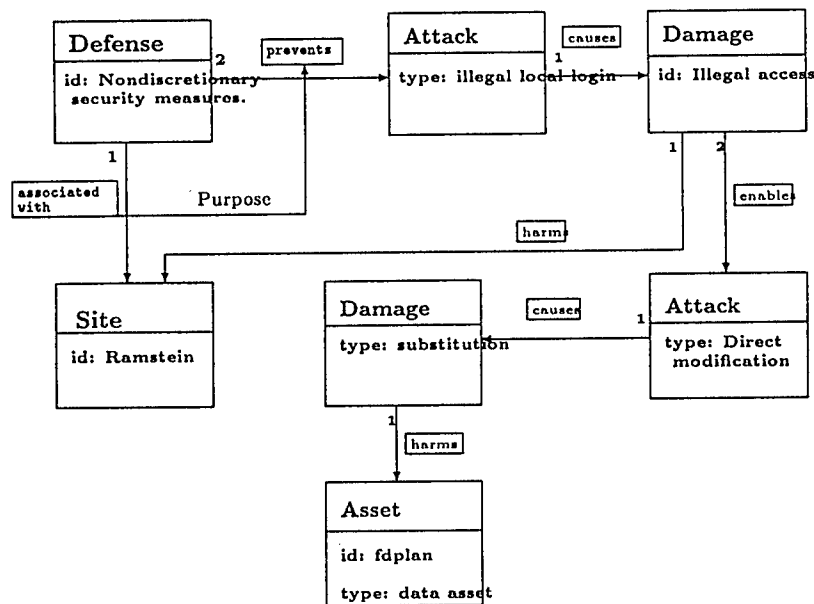 Defense
id: Nondiscretionary
security measures.
2
prevents
Attack
type: illegal local login
1
causes
Damage
id: Illegal access
1
associated
with
Purpose
1
2
enables
harms
Site
id: Ramstein
Damage
type: substitution
causes
1
Attack
type: Direct
modification
1
harms
Asset
id: fdplan
type: data asset